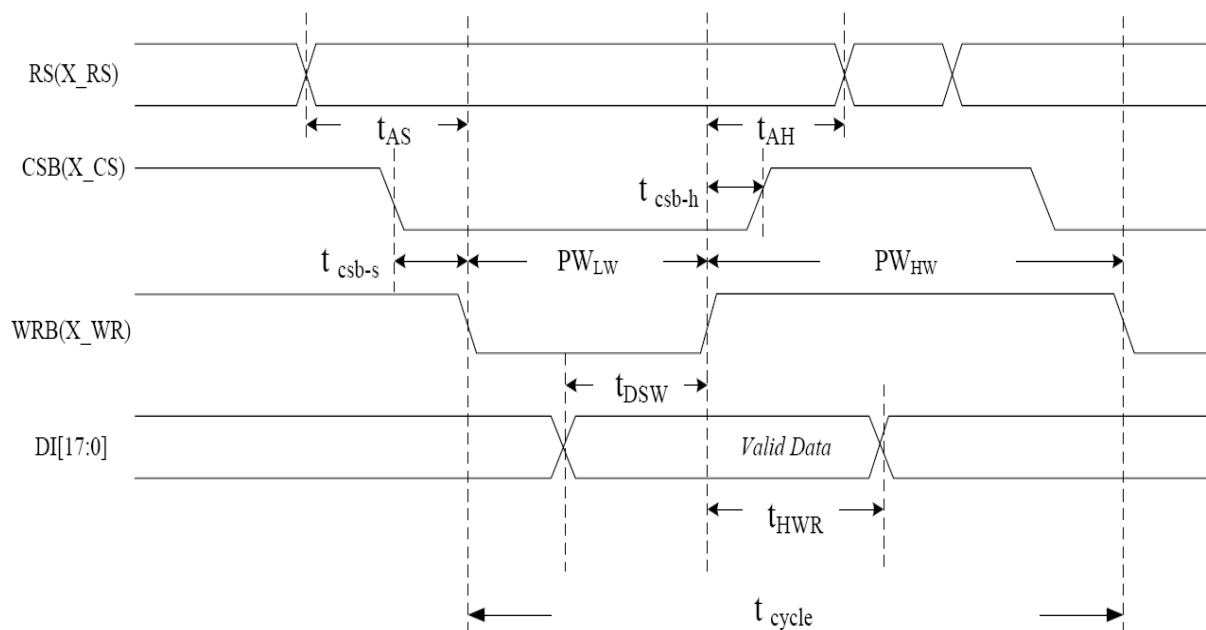 RS(X_RS)
tAS
tAH
CSB(X_CS)
t csb-h
t csb-s
PWLW
PWHW
WRB(X_WR)
tDSW
DI[17:0]
Valid Data
tHWR
t cycle